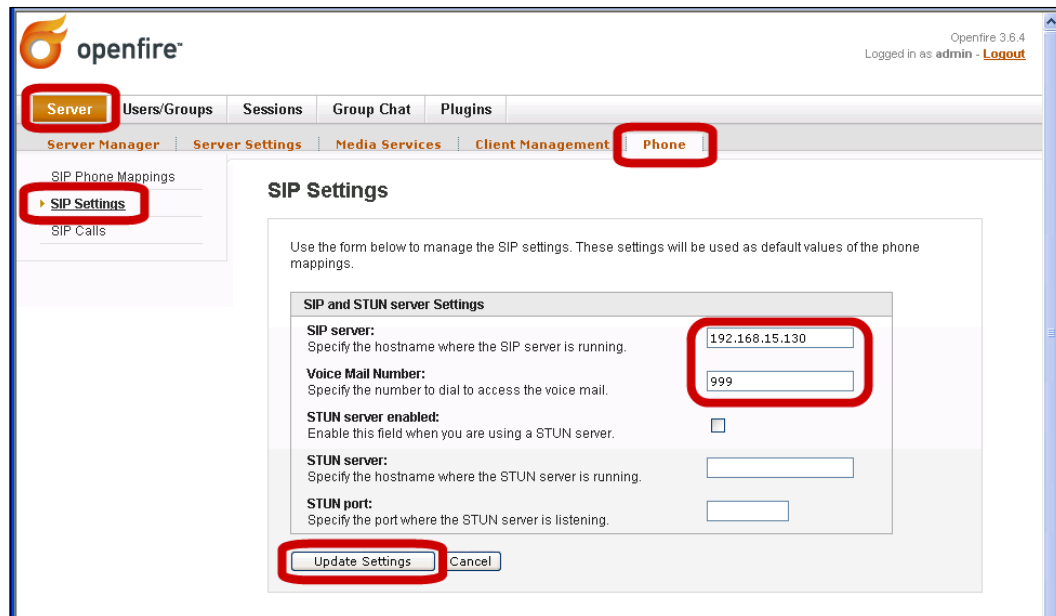 openfire™
Openfire 3.6.4
Logged in as admin - Logout
Server Users/Groups Sessions Group Chat Plugins
Server Manager Server Settings Media Services Client Management Phone
SIP Phone Mappings
SIP Settings
SIP Calls
SIP Settings
Use the form below to manage the SIP settings. These settings will be used as default values of the phone
mappings.
SIP and STUN server Settings
SIP server:
Specify the hostname where the SIP server is running.
192.168.15.130
Voice Mail Number:
Specify the number to dial to access the voice mail.
999
STUN server enabled:
Enable this field when you are using a STUN server.
STUN server:
Specify the hostname where the STUN server is running.
STUN port:
Specify the port where the STUN server is listening.
Update Settings Cancel